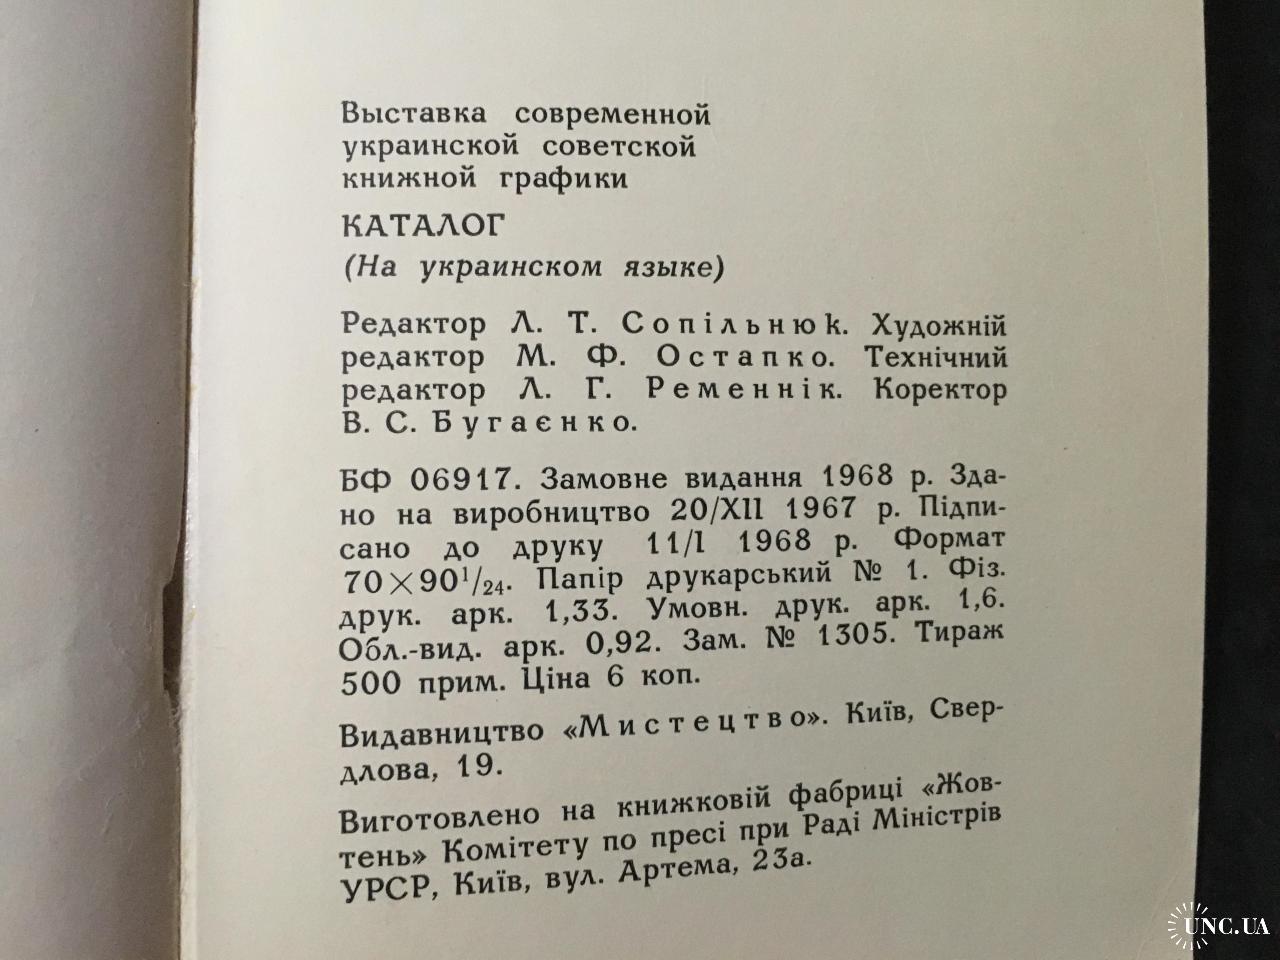 Выставка современной
украинской советской
книжной графики
КАТАЛОГ
(На украинском языке)
Редактор Л. Т. Сопільнюк. Художній
редактор М. Ф. Остапко. Технічний
редактор Л. Г. Ременнік. Коректор
В. С. Бугаєнко.
БФ 06917. Замовне видання 1968 р. Зда-
но на виробництво 20/XII 1967 р. Підпи-
сано до друку 11/I 1968 р. Формат
70×90¹/₂₄. Папір друкарський № 1. Фіз.
друк. арк. 1,33. Умовн. друк. арк. 1,6.
Обл.-вид. арк. 0,92. Зам. № 1305. Тираж
500 прим. Ціна 6 коп.
Видавництво «Мистецтво». Київ, Свер-
длова, 19.
Виготовлено на книжковій фабриці «Жов-
тень» Комітету по пресі при Раді Міністрів
УРСР, Київ, вул. Артема, 23а.
UNC.UA